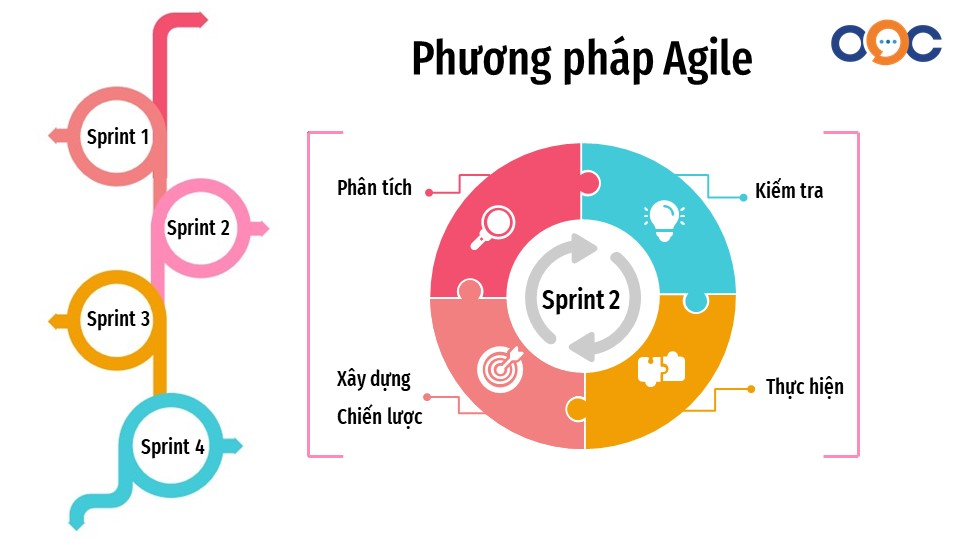 Phương pháp Agile
OOC
Sprint 1
Sprint 2
Sprint 3
Sprint 4
Phân tích
Kiểm tra
Sprint 2
Xây dựng
Chiến lược
Thực hiện